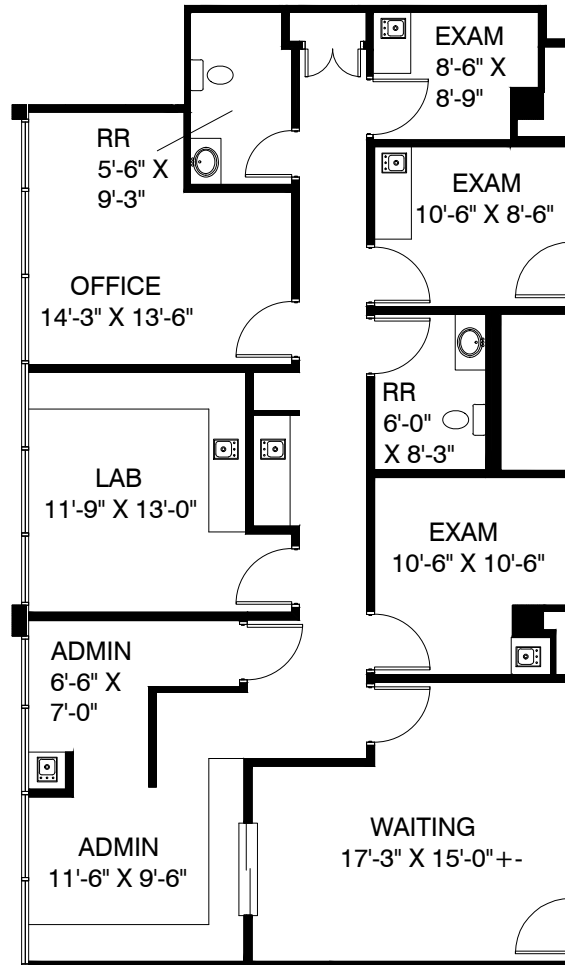 EXAM
8'-6" X
8'-9"
RR
5'-6" X
9'-3"
EXAM
10'-6" X 8'-6"
OFFICE
14'-3" X 13'-6"
RR
6'-0"
X 8'-3"
LAB
11'-9" X 13'-0"
EXAM
10'-6" X 10'-6"
ADMIN
6'-6" X
7'-0"
WAITING
17'-3" X 15'-0"+-
ADMIN
11'-6" X 9'-6"